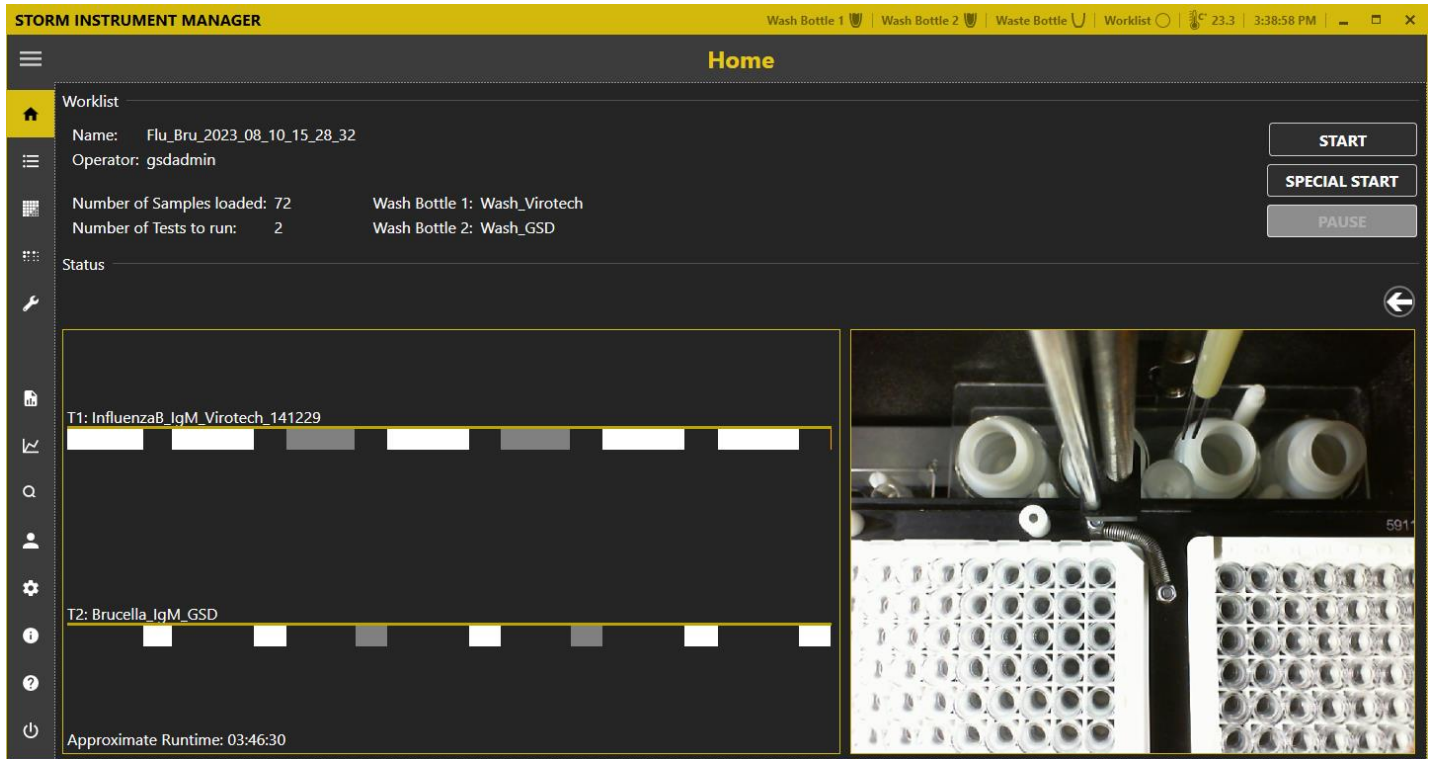 STORM INSTRUMENT MANAGER
Wash Bottle 1 | Wash Bottle 2 | Waste Bottle | Worklist | C° 23.3 | 3:38:58 PM
Home
Worklist
Name: Flu_Bru_2023_08_10_15_28_32
Operator: gsdadmin
START
SPECIAL START
Number of Samples loaded: 72 Wash Bottle 1: Wash_Virotech
Number of Tests to run: 2 Wash Bottle 2: Wash_GSD
PAUSE
Status
T1: InfluenzaB_IgM_Virotech_141229
T2: Brucella_IgM_GSD
Approximate Runtime: 03:46:30
5911